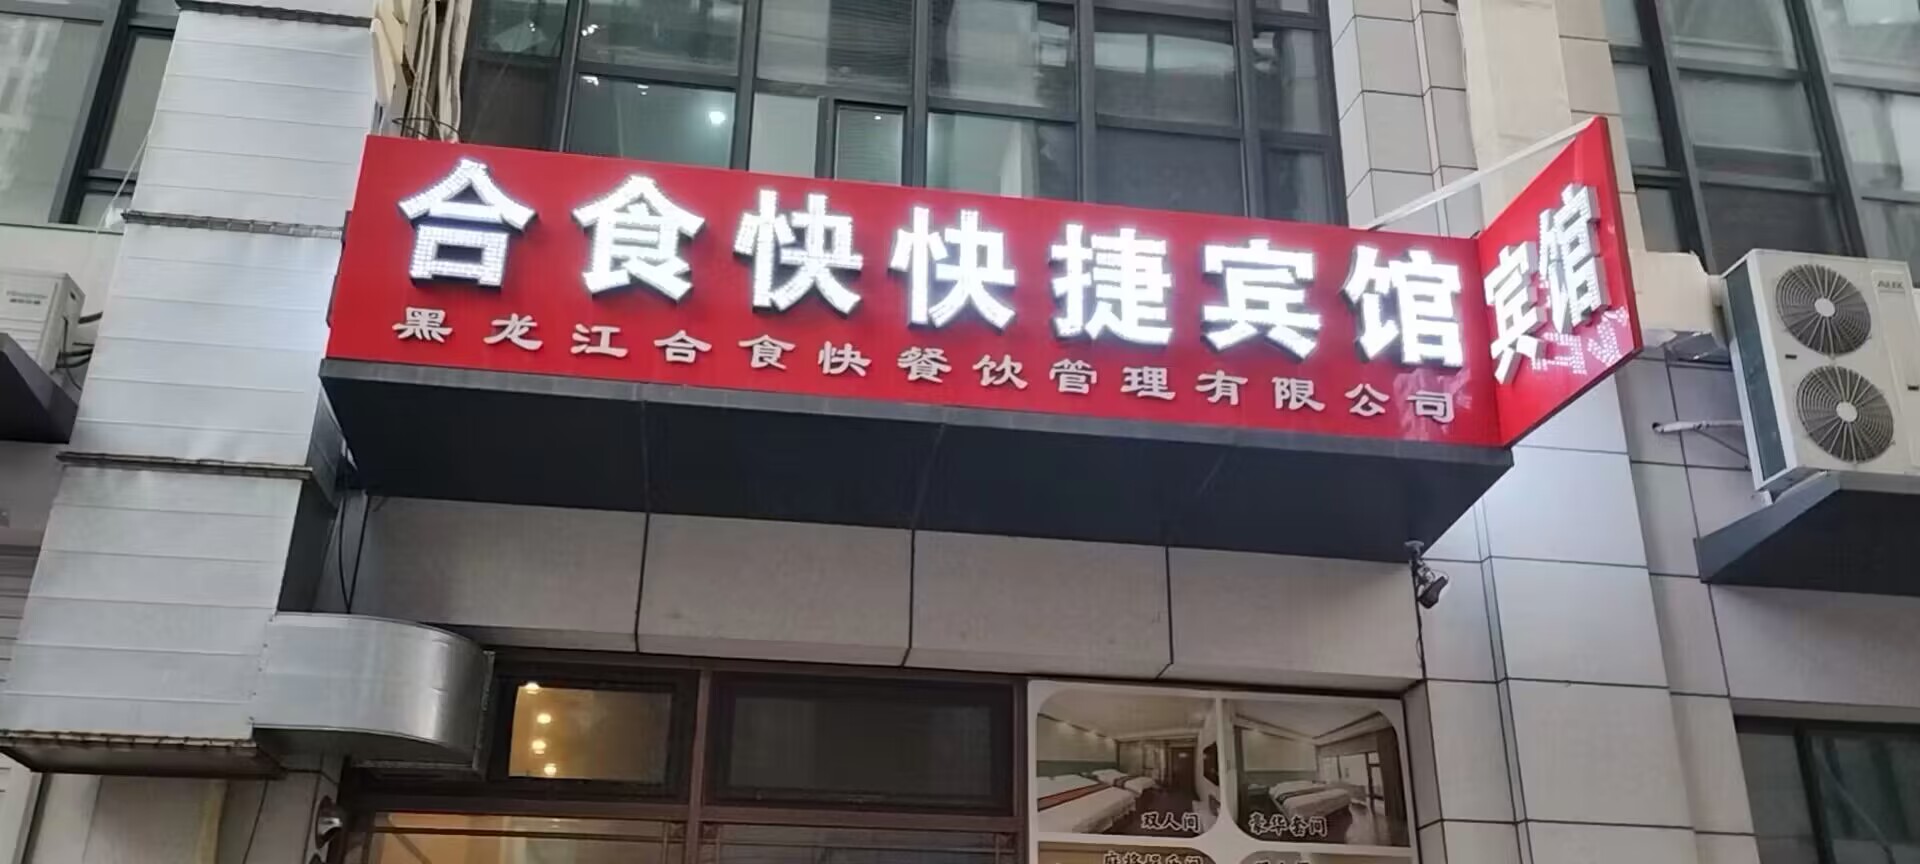 合食快快捷宾馆
宾馆
黑龙江合食快餐饮管理有限公司
AUX
双人间
豪华套间